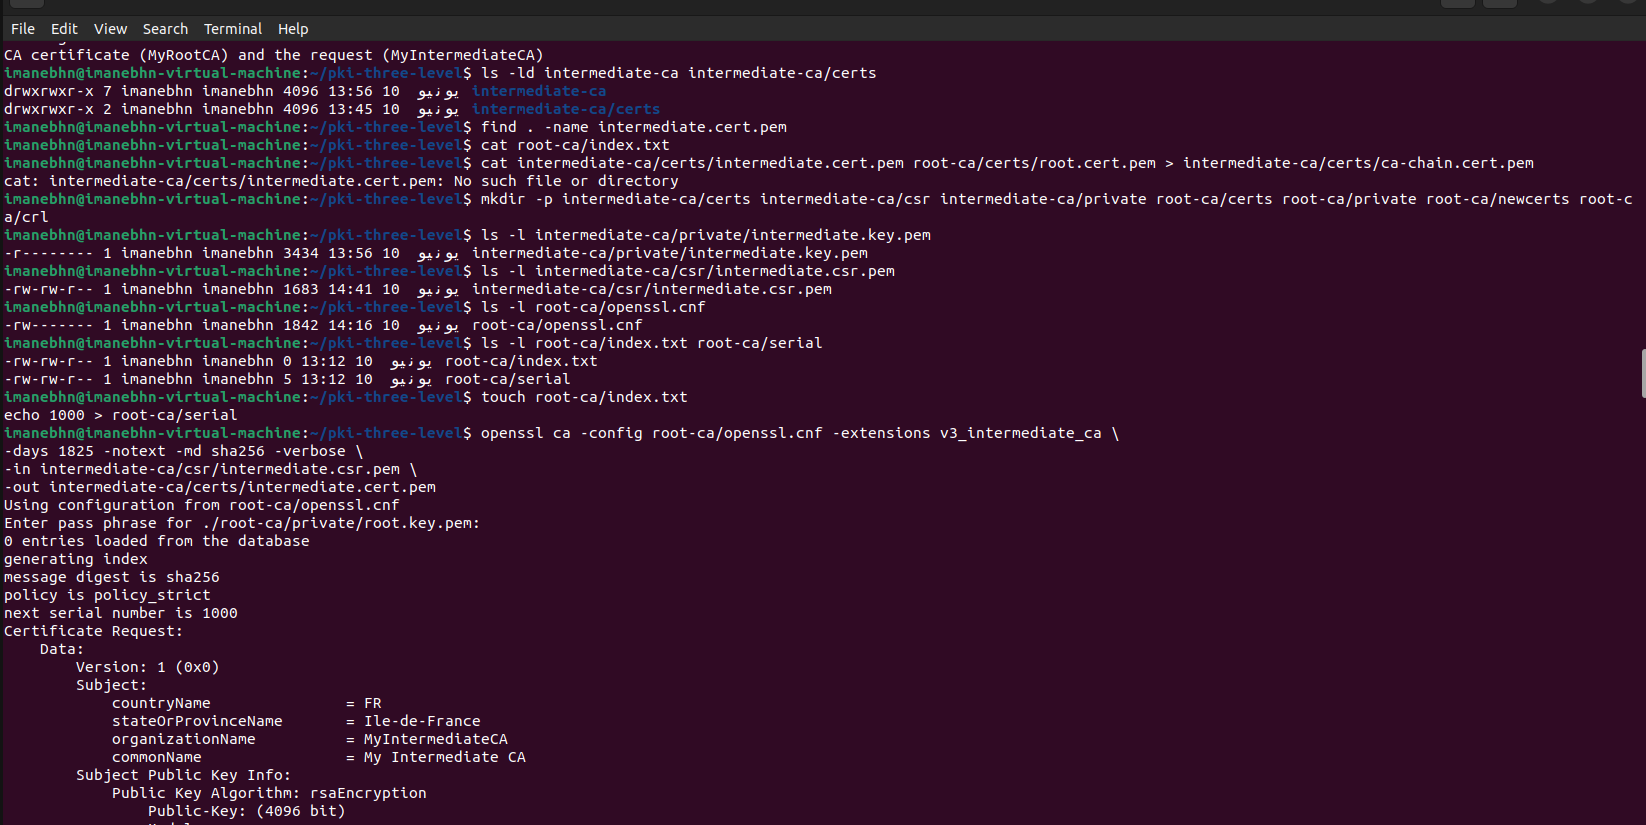 File Edit View Search Terminal Help
CA certificate (MyRootCA) and the request (MyIntermediateCA)
imanebhn@imanebhn-virtual-machine:~/pki-three-level$ ls -ld intermediate-ca intermediate-ca/certs
drwxrwxr-x 7 imanebhn imanebhn 4096 13:56 10 يونيو intermediate-ca
drwxrwxr-x 2 imanebhn imanebhn 4096 13:45 10 يونيو intermediate-ca/certs
imanebhn@imanebhn-virtual-machine:~/pki-three-level$ find . -name intermediate.cert.pem
imanebhn@imanebhn-virtual-machine:~/pki-three-level$ cat root-ca/index.txt
imanebhn@imanebhn-virtual-machine:~/pki-three-level$ cat intermediate-ca/certs/intermediate.cert.pem root-ca/certs/root.cert.pem > intermediate-ca/certs/ca-chain.cert.pem
cat: intermediate-ca/certs/intermediate.cert.pem: No such file or directory
imanebhn@imanebhn-virtual-machine:~/pki-three-level$ mkdir -p intermediate-ca/certs intermediate-ca/csr intermediate-ca/private root-ca/certs root-ca/private root-ca/newcerts root-c
a/crl
imanebhn@imanebhn-virtual-machine:~/pki-three-level$ ls -l intermediate-ca/private/intermediate.key.pem
-r-------- 1 imanebhn imanebhn 3434 13:56 10 يونيو intermediate-ca/private/intermediate.key.pem
imanebhn@imanebhn-virtual-machine:~/pki-three-level$ ls -l intermediate-ca/csr/intermediate.csr.pem
-rw-rw-r-- 1 imanebhn imanebhn 1683 14:41 10 يونيو intermediate-ca/csr/intermediate.csr.pem
imanebhn@imanebhn-virtual-machine:~/pki-three-level$ ls -l root-ca/openssl.cnf
-rw------- 1 imanebhn imanebhn 1842 14:16 10 يونيو root-ca/openssl.cnf
imanebhn@imanebhn-virtual-machine:~/pki-three-level$ ls -l root-ca/index.txt root-ca/serial
-rw-rw-r-- 1 imanebhn imanebhn 0 13:12 10 يونيو root-ca/index.txt
-rw-rw-r-- 1 imanebhn imanebhn 5 13:12 10 يونيو root-ca/serial
imanebhn@imanebhn-virtual-machine:~/pki-three-level$ touch root-ca/index.txt
echo 1000 > root-ca/serial
imanebhn@imanebhn-virtual-machine:~/pki-three-level$ openssl ca -config root-ca/openssl.cnf -extensions v3_intermediate_ca \
-days 1825 -notext -md sha256 -verbose \
-in intermediate-ca/csr/intermediate.csr.pem \
-out intermediate-ca/certs/intermediate.cert.pem
Using configuration from root-ca/openssl.cnf
Enter pass phrase for ./root-ca/private/root.key.pem:
0 entries loaded from the database
generating index
message digest is sha256
policy is policy_strict
next serial number is 1000
Certificate Request:
Data:
Version: 1 (0x0)
Subject:
countryName = FR
stateOrProvinceName = Ile-de-France
organizationName = MyIntermediateCA
commonName = My Intermediate CA
Subject Public Key Info:
Public Key Algorithm: rsaEncryption
Public-Key: (4096 bit)